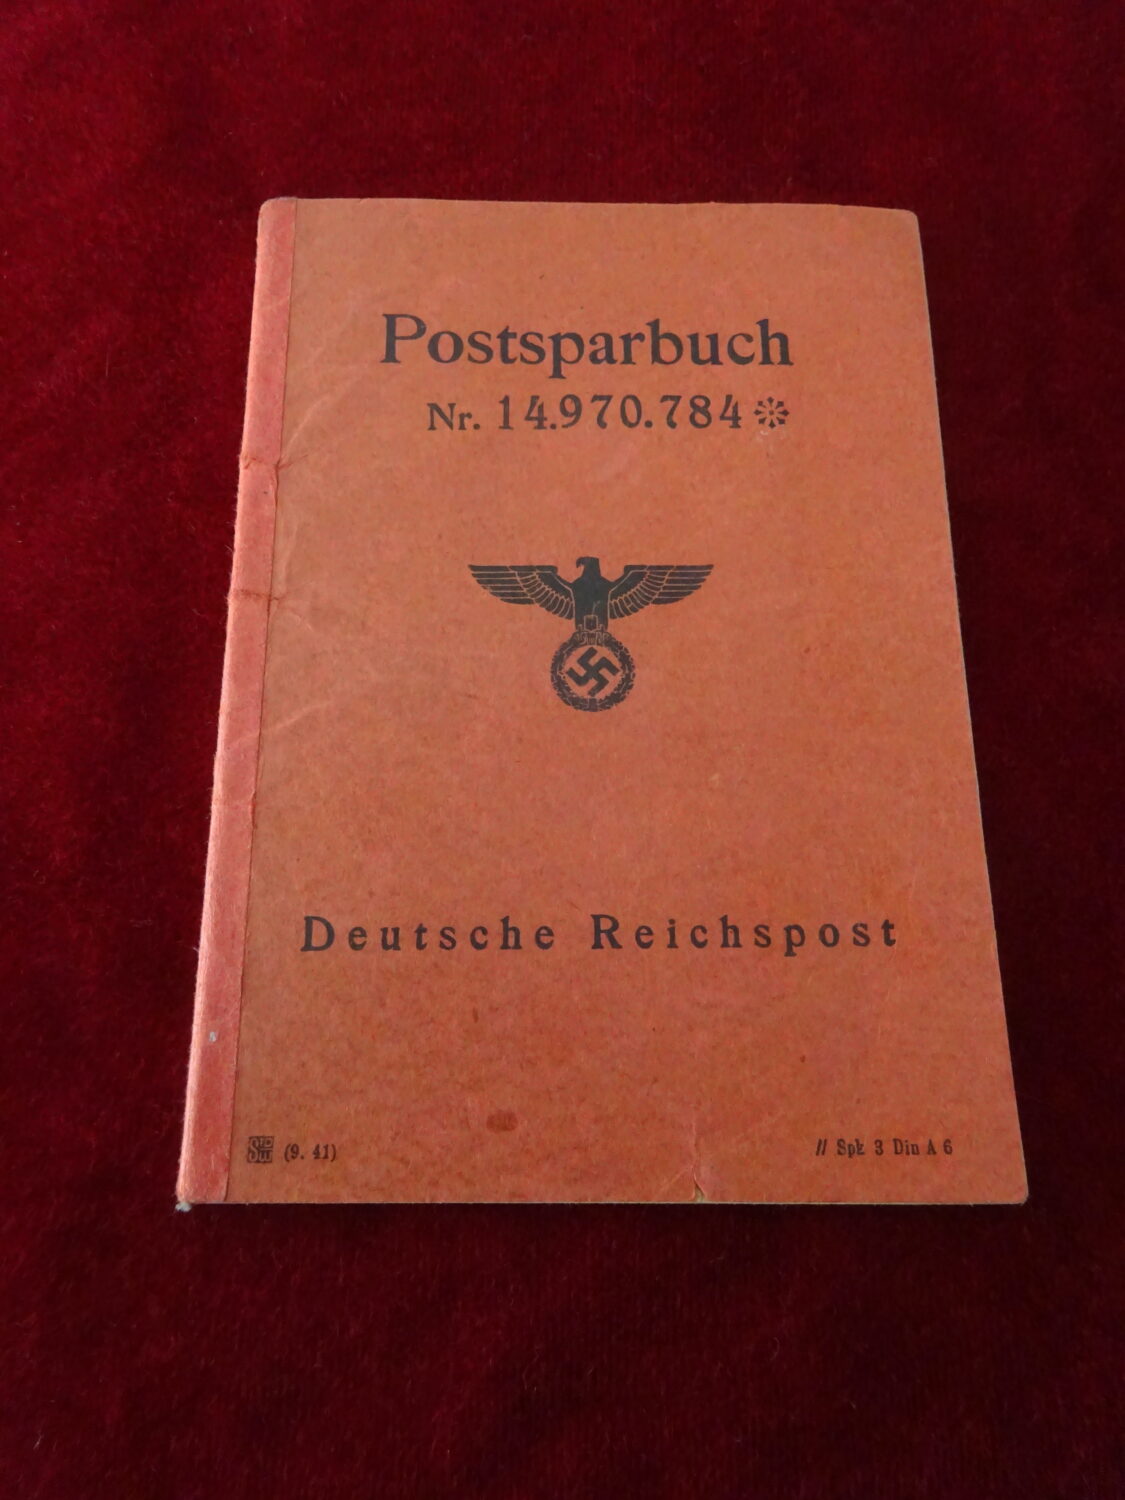 Postsparbuch
Nr. 14.970.784
Deutsche Reichspost
(9. 41)
// Spk 3 Din A 6